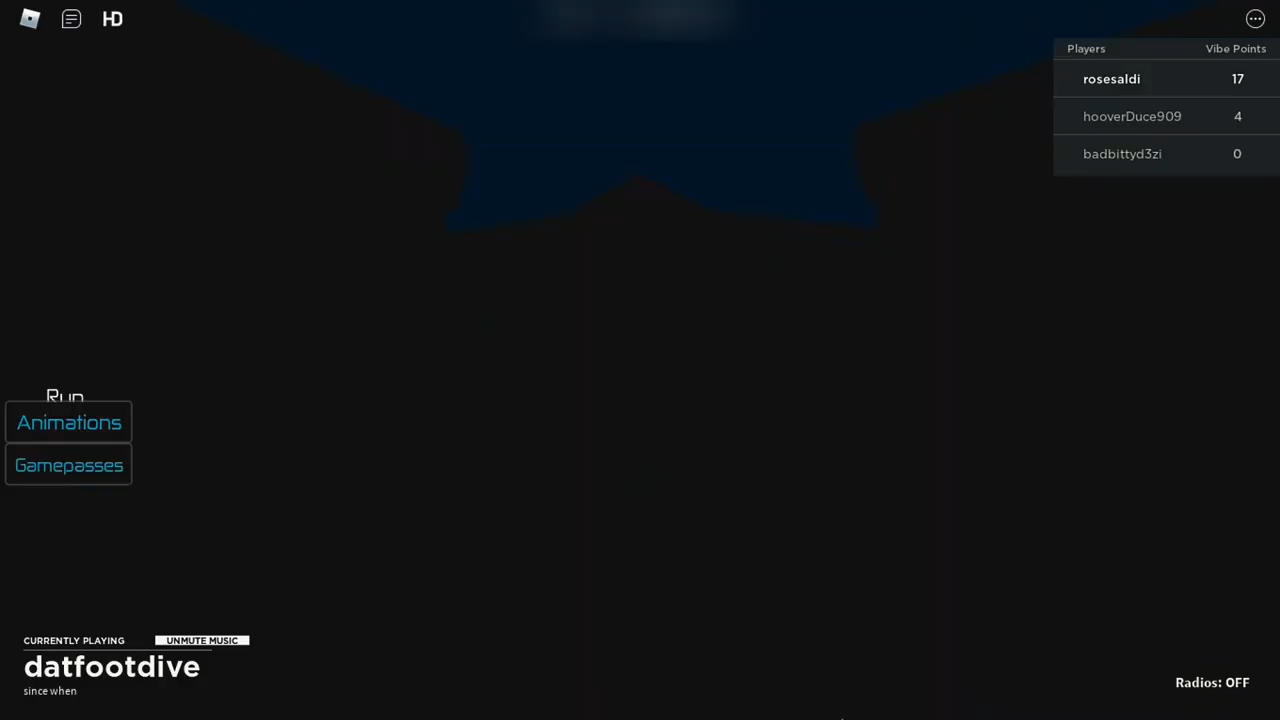 HD
Players Vibe Points
rosesaldi 17
hooverDuce909 4
badbittyd3zi 0
Run
Animations
Gamepasses
CURRENTLY PLAYING UNMUTE MUSIC
datfootdive
since when
Radios: OFF